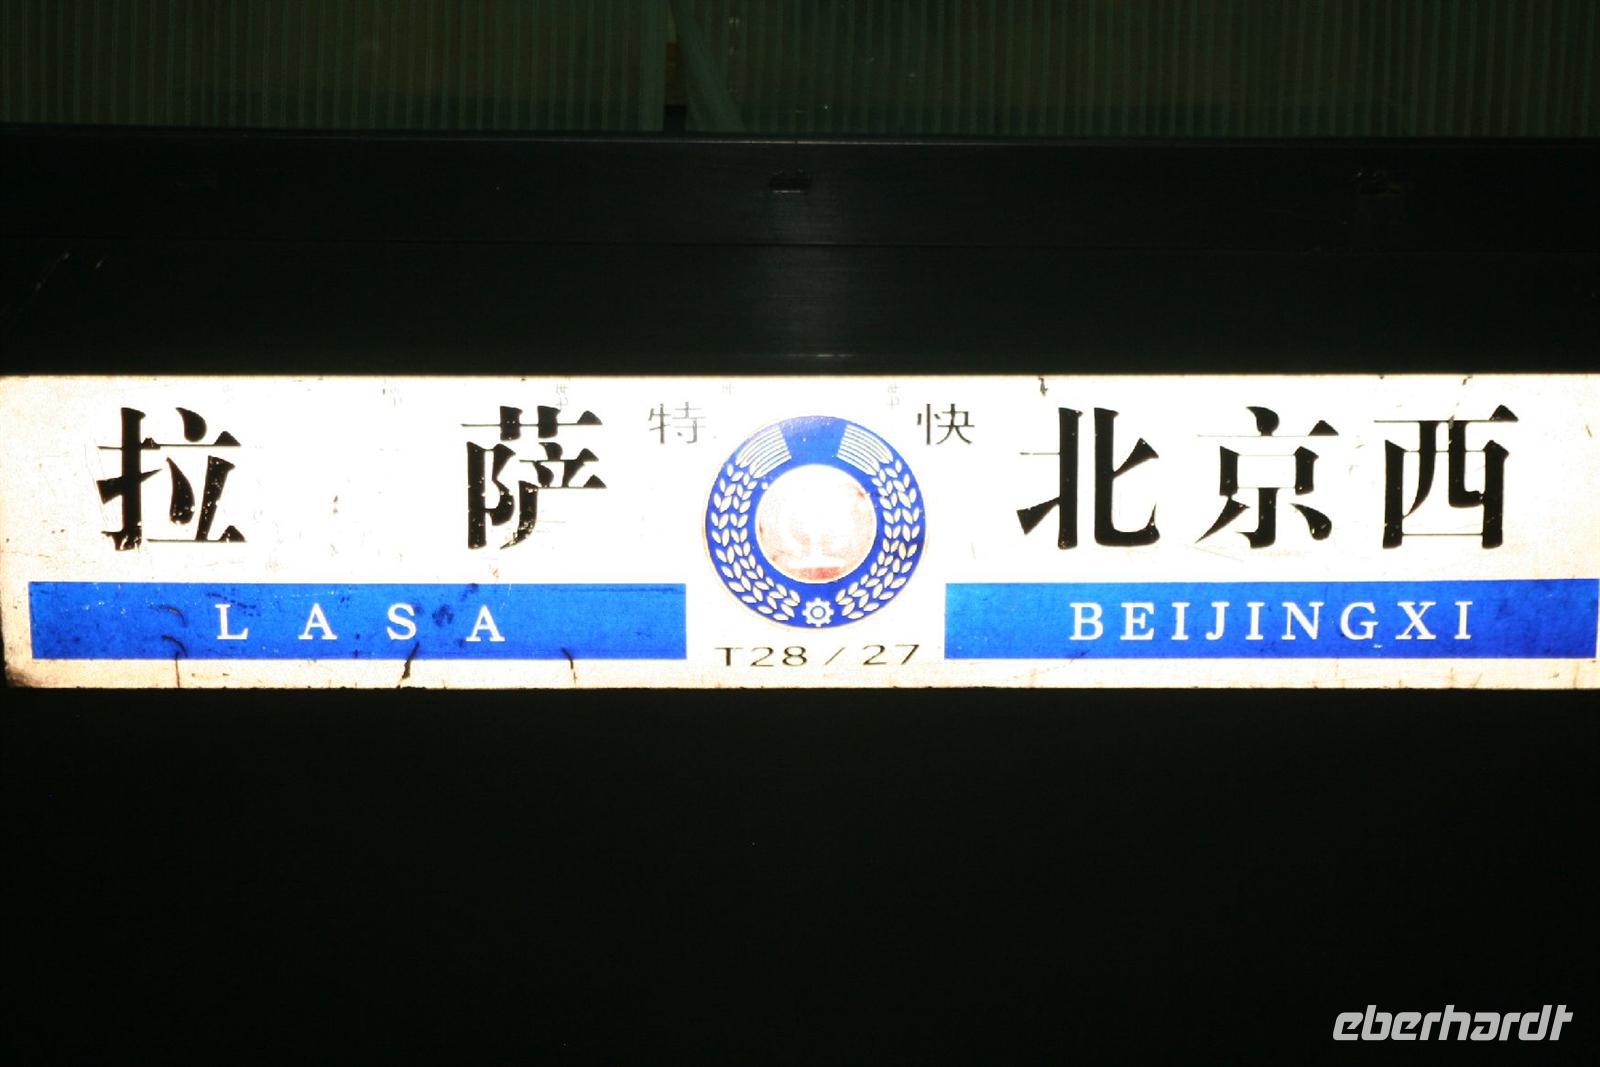 拉萨 特 快 北京西
LASA BEIJINGXI
T28/27
eberhardt